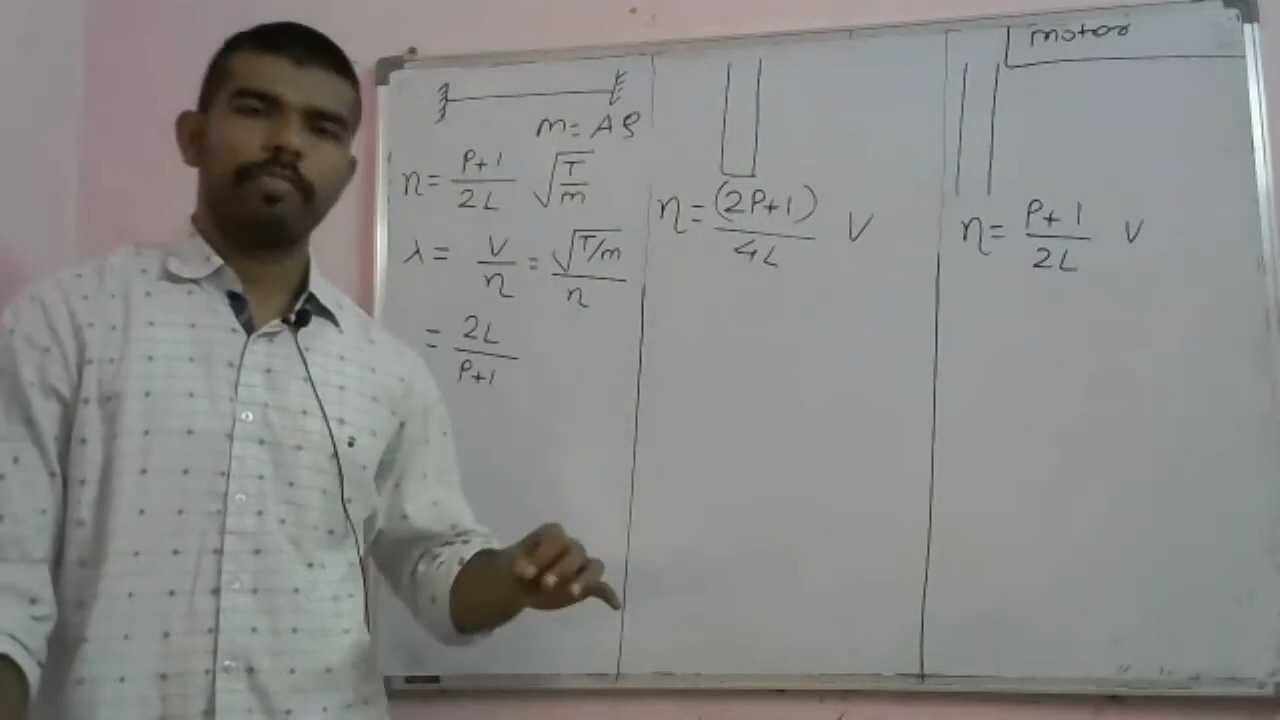 motor
m = Aρ
n = P+1/2L √T/m
λ = v/n = √T/m/n
= 2L/P+1
n = (2P+1)/4L v
n = P+1/2L v